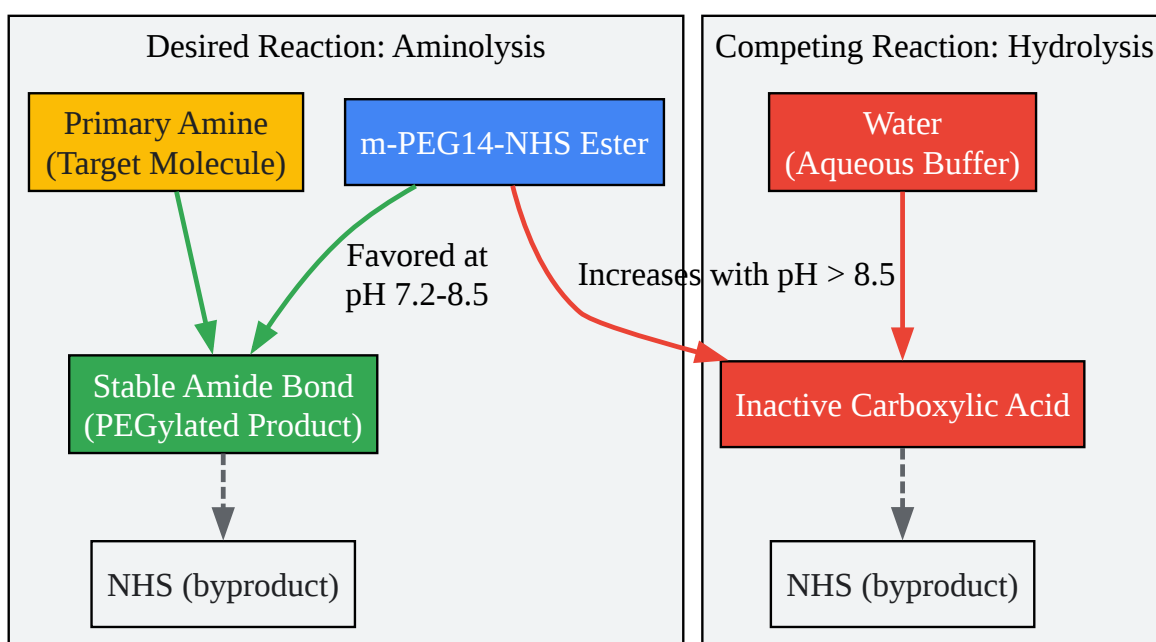 Desired Reaction: Aminolysis
Primary Amine
(Target Molecule)
m-PEG14-NHS Ester
Favored at
pH 7.2-8.5
Stable Amide Bond
(PEGylated Product)
NHS (byproduct)
Competing Reaction: Hydrolysis
Water
(Aqueous Buffer)
Increases with pH > 8.5
Inactive Carboxylic Acid
NHS (byproduct)